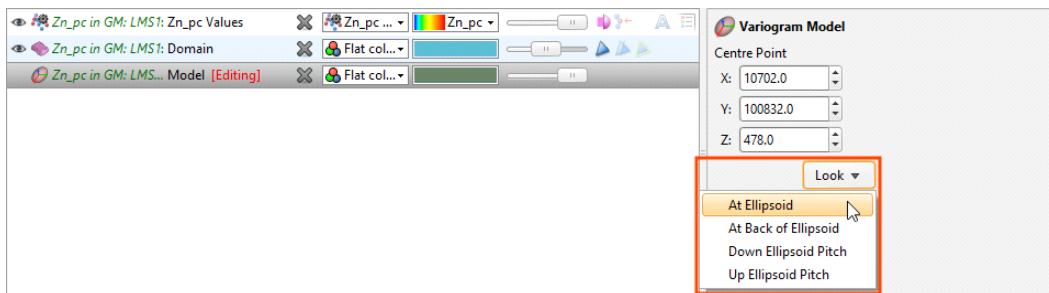 Zn_pc in GM: LMS1: Zn_pc Values Zn_pc ... Zn_pc
Zn_pc in GM: LMS1: Domain Flat col...
Zn_pc in GM: LMS... Model [Editing] Flat col...
Variogram Model
Centre Point
X: 10702.0
Y: 100832.0
Z: 478.0
Look
At Ellipsoid
At Back of Ellipsoid
Down Ellipsoid Pitch
Up Ellipsoid Pitch